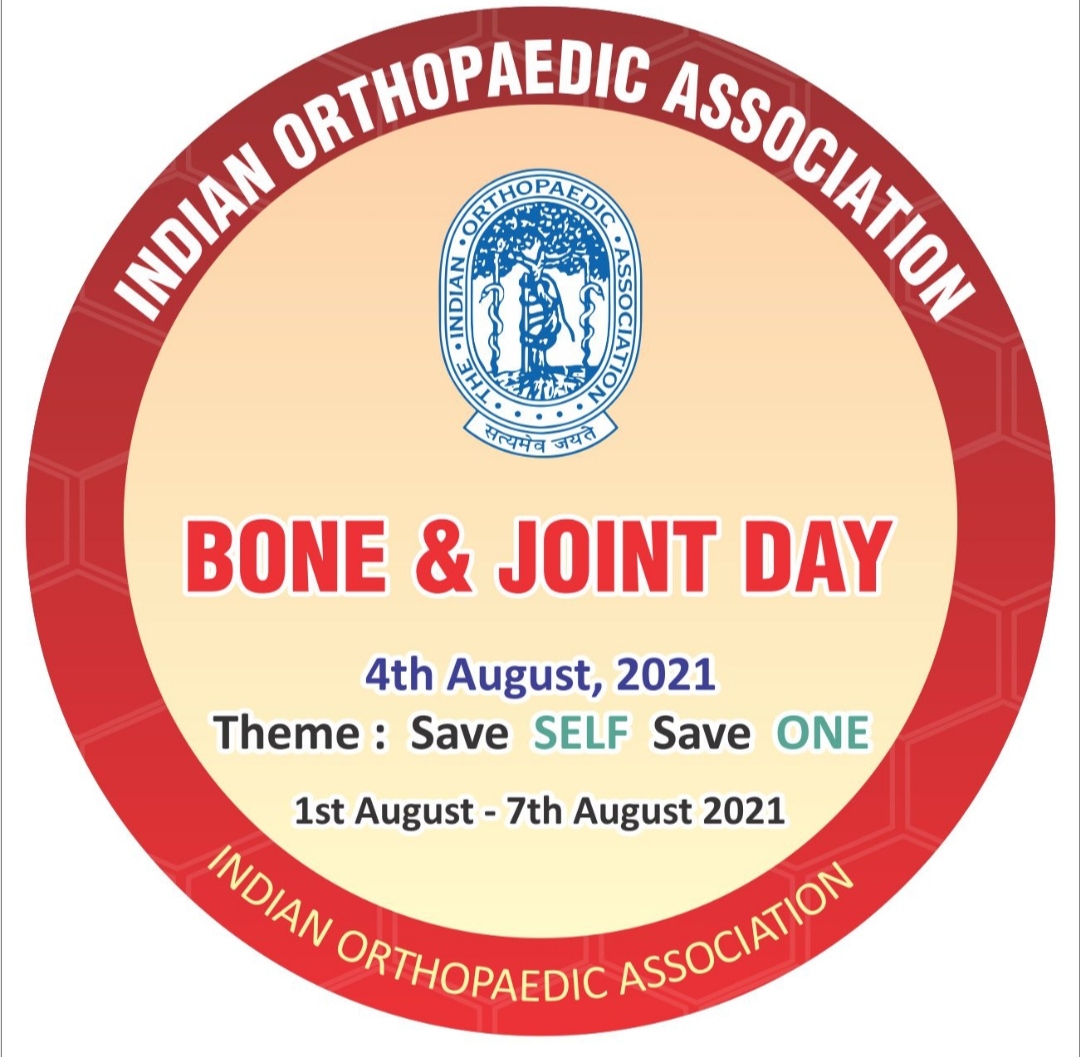 INDIAN ORTHOPAEDIC ASSOCIATION
THE • INDIAN • ORTHOPAEDIC • ASSOCIATION
सत्यमेव जयते
BONE & JOINT DAY
4th August, 2021
Theme : Save SELF Save ONE
1st August - 7th August 2021
INDIAN ORTHOPAEDIC ASSOCIATION